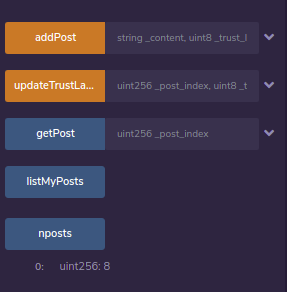 addPost string _content, uint8 _trust_l
updateTrustLa... uint256 _post_index, uint8 _t
getPost uint256 _post_index
listMyPosts
nposts
0: uint256: 8